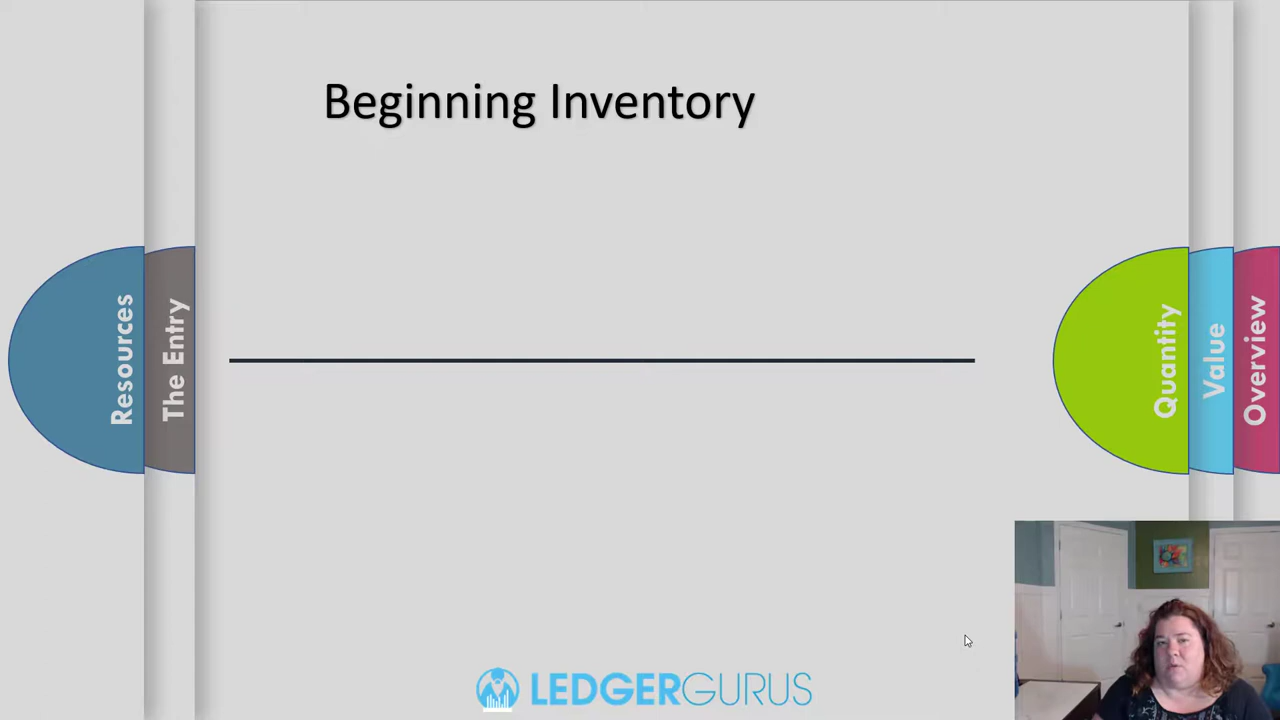 Beginning Inventory
Resources
The Entry
Quantity
Value
Overview
LEDGERGURUS